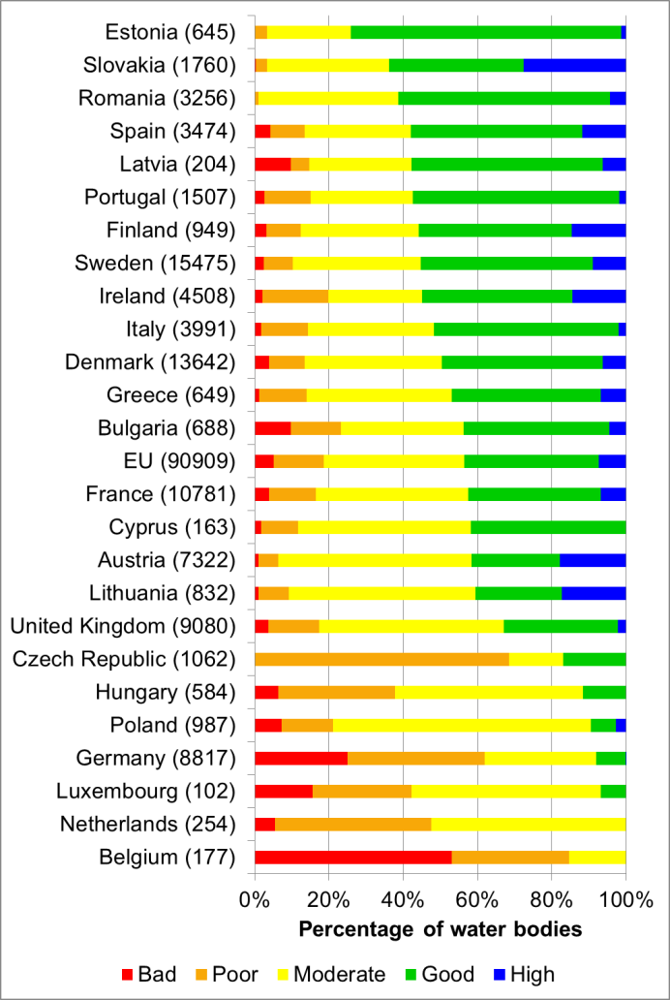 Estonia (645)
Slovakia (1760)
Romania (3256)
Spain (3474)
Latvia (204)
Portugal (1507)
Finland (949)
Sweden (15475)
Ireland (4508)
Italy (3991)
Denmark (13642)
Greece (649)
Bulgaria (688)
EU (90909)
France (10781)
Cyprus (163)
Austria (7322)
Lithuania (832)
United Kingdom (9080)
Czech Republic (1062)
Hungary (584)
Poland (987)
Germany (8817)
Luxembourg (102)
Netherlands (254)
Belgium (177)
0% 20% 40% 60% 80% 100%
Percentage of water bodies
Bad Poor Moderate Good High